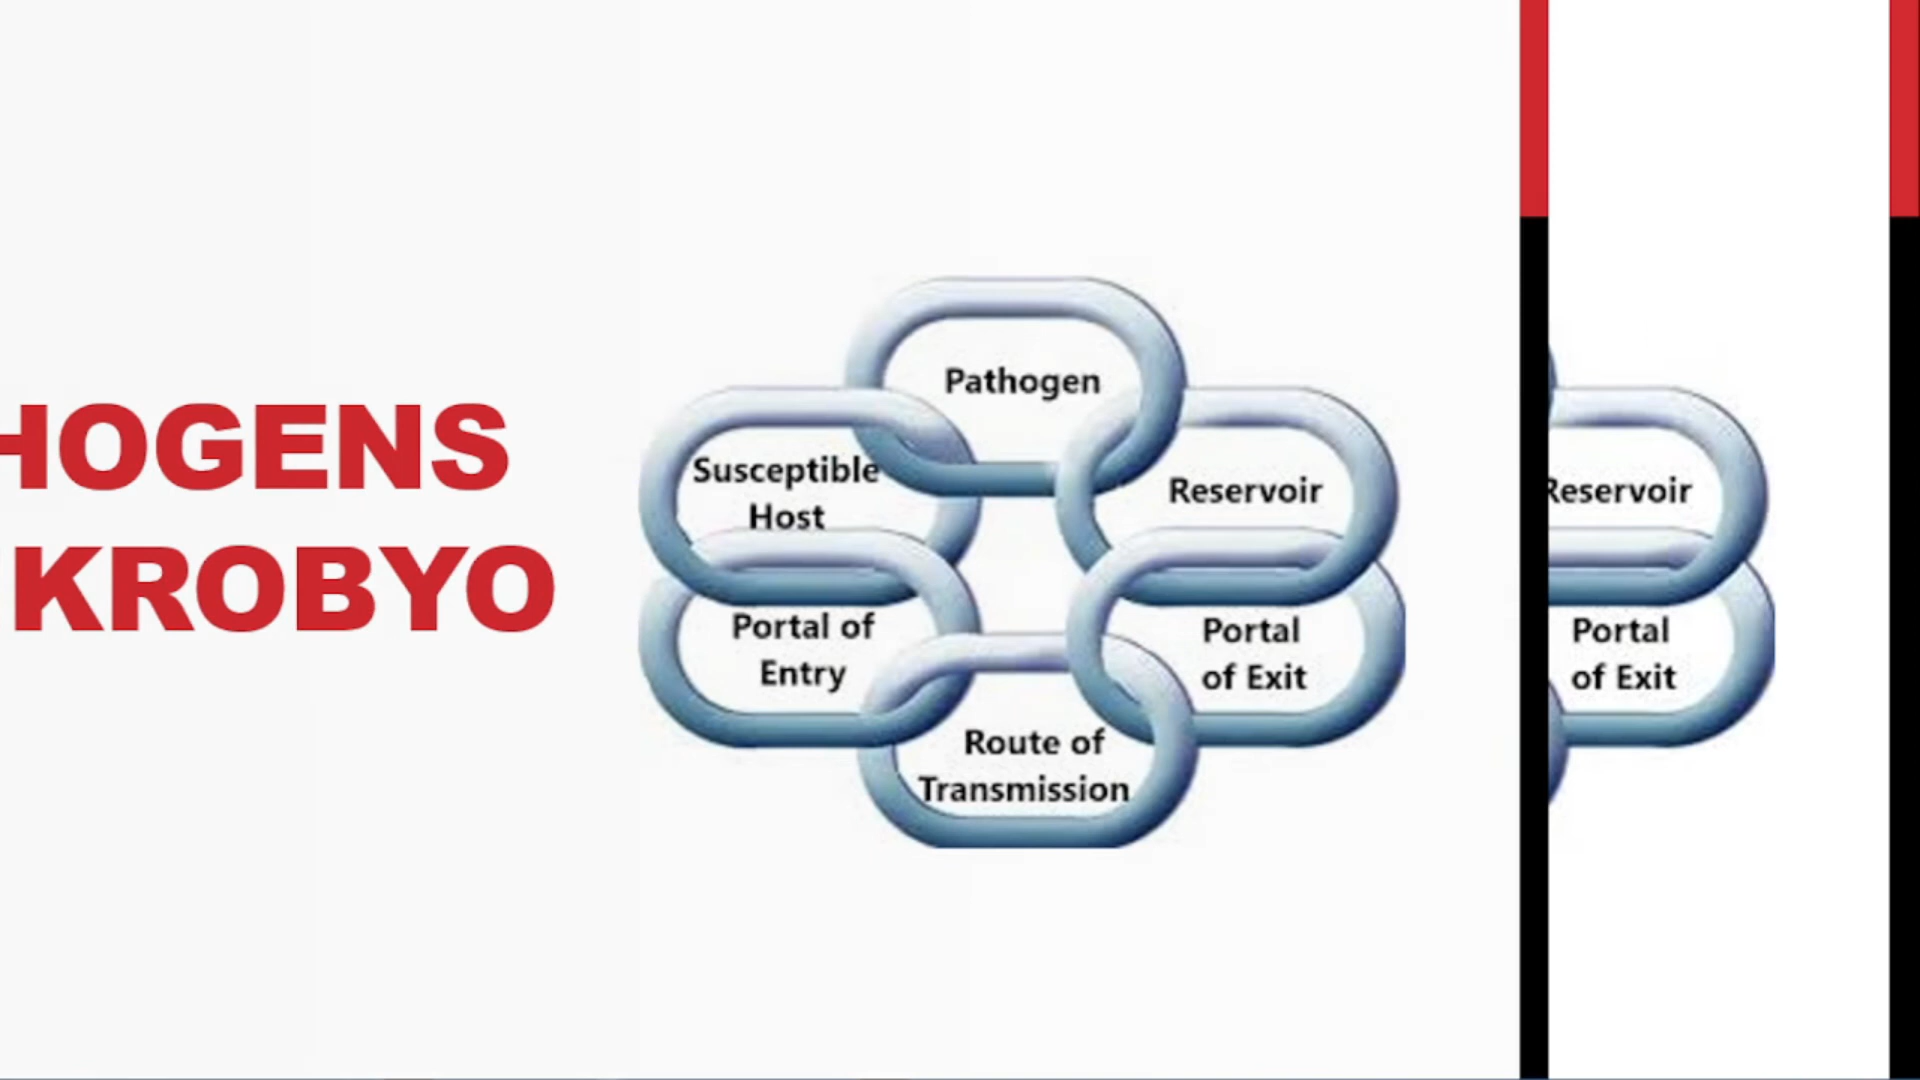 HOGENS
KROBYO
Pathogen
Susceptible
Host
Reservoir
Portal of
Entry
Portal
of Exit
Route of
Transmission
Reservoir
Portal
of Exit